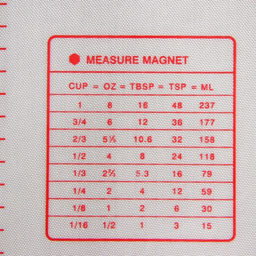 MEASURE MAGNET
CUP = OZ = TBSP = TSP = ML
1 8 16 48 237
3/4 6 12 36 177
2/3 5⅓ 10.6 32 158
1/2 4 8 24 118
1/3 2⅔ 5.3 16 79
1/4 2 4 12 59
1/8 1 2 6 30
1/16 1/2 1 3 15